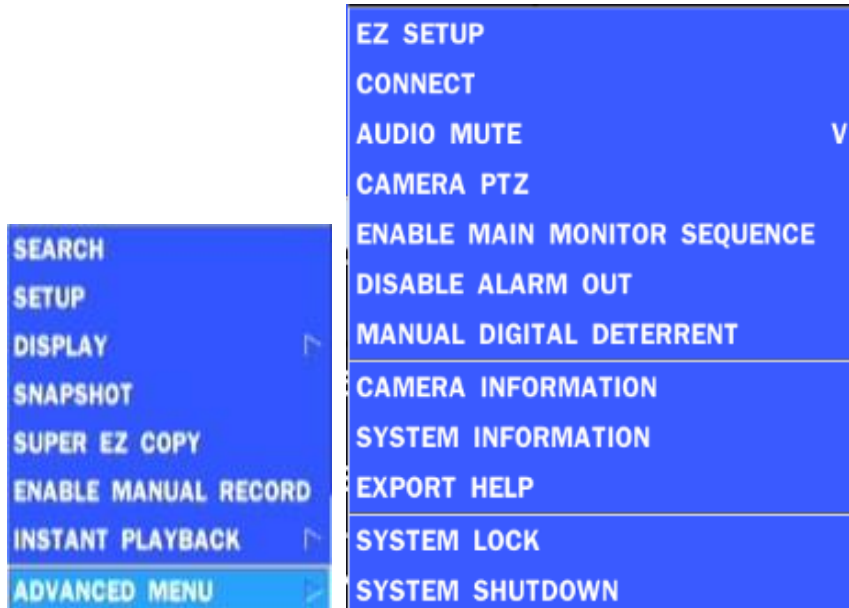 SEARCH
SETUP
DISPLAY
SNAPSHOT
SUPER EZ COPY
ENABLE MANUAL RECORD
INSTANT PLAYBACK
ADVANCED MENU
EZ SETUP
CONNECT
AUDIO MUTE V
CAMERA PTZ
ENABLE MAIN MONITOR SEQUENCE
DISABLE ALARM OUT
MANUAL DIGITAL DETERRENT
CAMERA INFORMATION
SYSTEM INFORMATION
EXPORT HELP
SYSTEM LOCK
SYSTEM SHUTDOWN